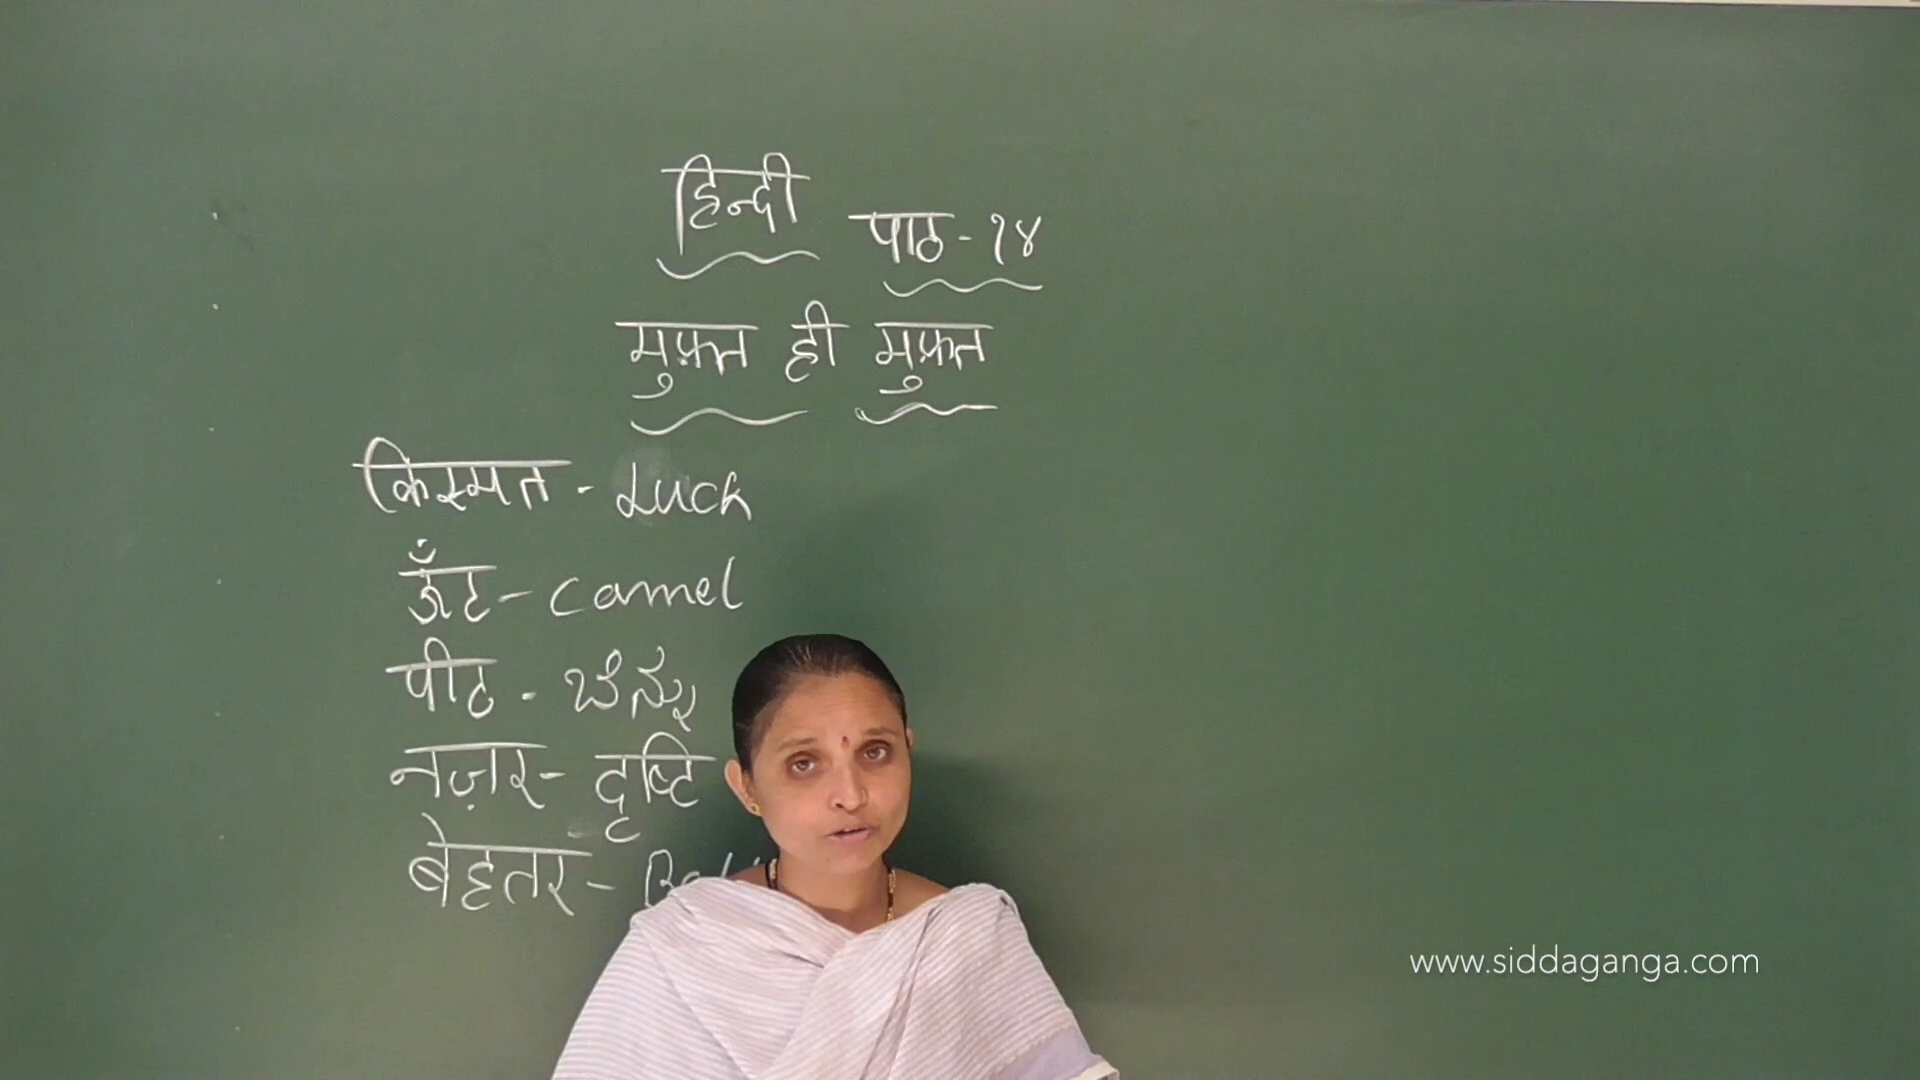 हिन्दी पाठ-१४
मुफ़्त ही मुफ़्त
किस्मत - Luck
ऊँट - camel
पीठ - ಬೆನ್ನು
नज़र - दृष्टि
बेहतर -
www.siddaganga.com